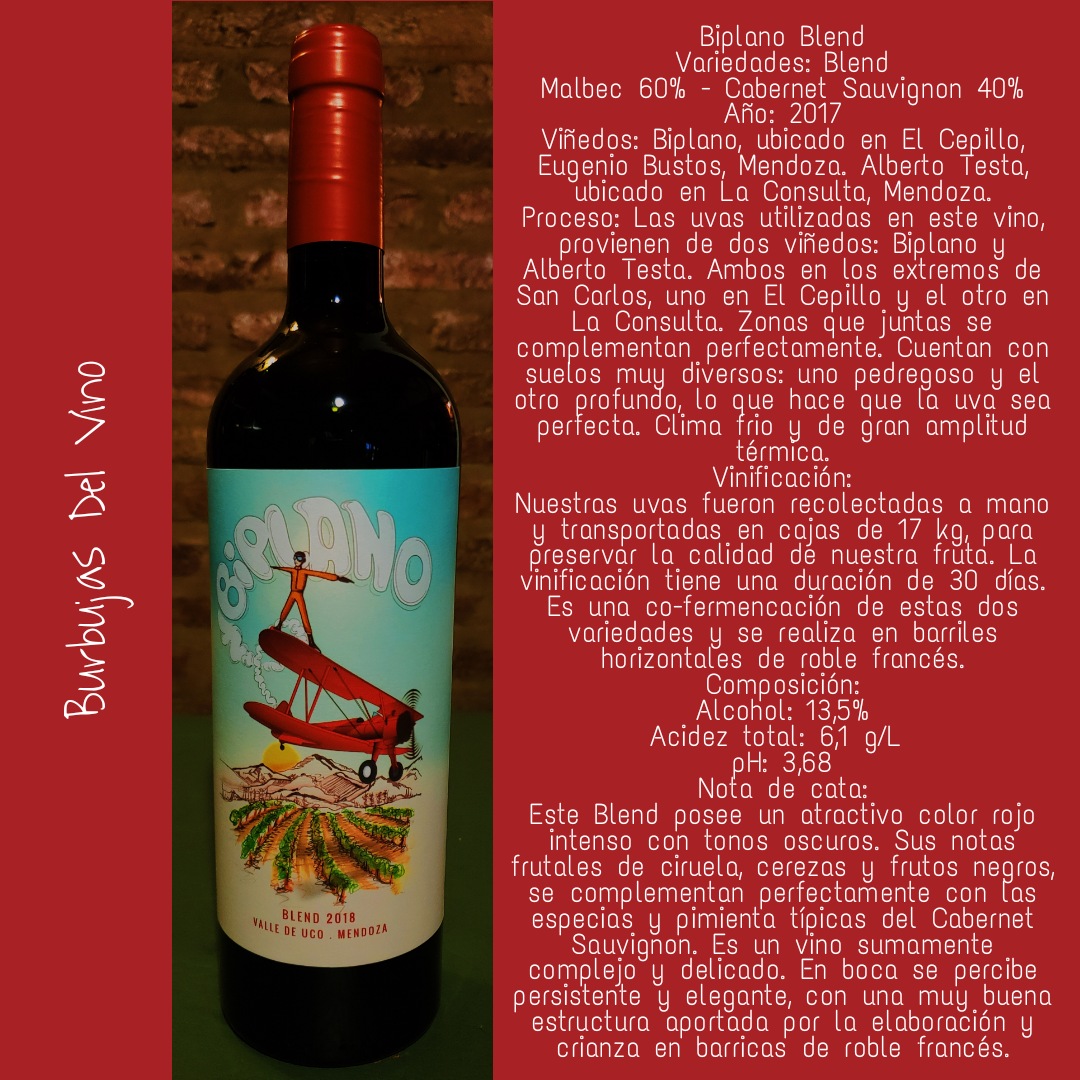 Burbujas Del Vino
BiPLANO
BLEND 2018
VALLE DE UCO . MENDOZA
Biplano Blend
Variedades: Blend
Malbec 60% - Cabernet Sauvignon 40%
Año: 2017
Viñedos: Biplano, ubicado en El Cepillo,
Eugenio Bustos, Mendoza. Alberto Testa,
ubicado en La Consulta, Mendoza.
Proceso: Las uvas utilizadas en este vino,
provienen de dos viñedos: Biplano y
Alberto Testa. Ambos en los extremos de
San Carlos, uno en El Cepillo y el otro en
La Consulta. Zonas que juntas se
complementan perfectamente. Cuentan con
suelos muy diversos: uno pedregoso y el
otro profundo, lo que hace que la uva sea
perfecta. Clima frio y de gran amplitud
térmica.
Vinificación:
Nuestras uvas fueron recolectadas a mano
y transportadas en cajas de 17 kg, para
preservar la calidad de nuestra fruta. La
vinificación tiene una duración de 30 días.
Es una co-fermencación de estas dos
variedades y se realiza en barriles
horizontales de roble francés.
Composición:
Alcohol: 13,5%
Acidez total: 6,1 g/L
pH: 3,68
Nota de cata:
Este Blend posee un atractivo color rojo
intenso con tonos oscuros. Sus notas
frutales de ciruela, cerezas y frutos negros,
se complementan perfectamente con las
especias y pimienta típicas del Cabernet
Sauvignon. Es un vino sumamente
complejo y delicado. En boca se percibe
persistente y elegante, con una muy buena
estructura aportada por la elaboración y
crianza en barricas de roble francés.